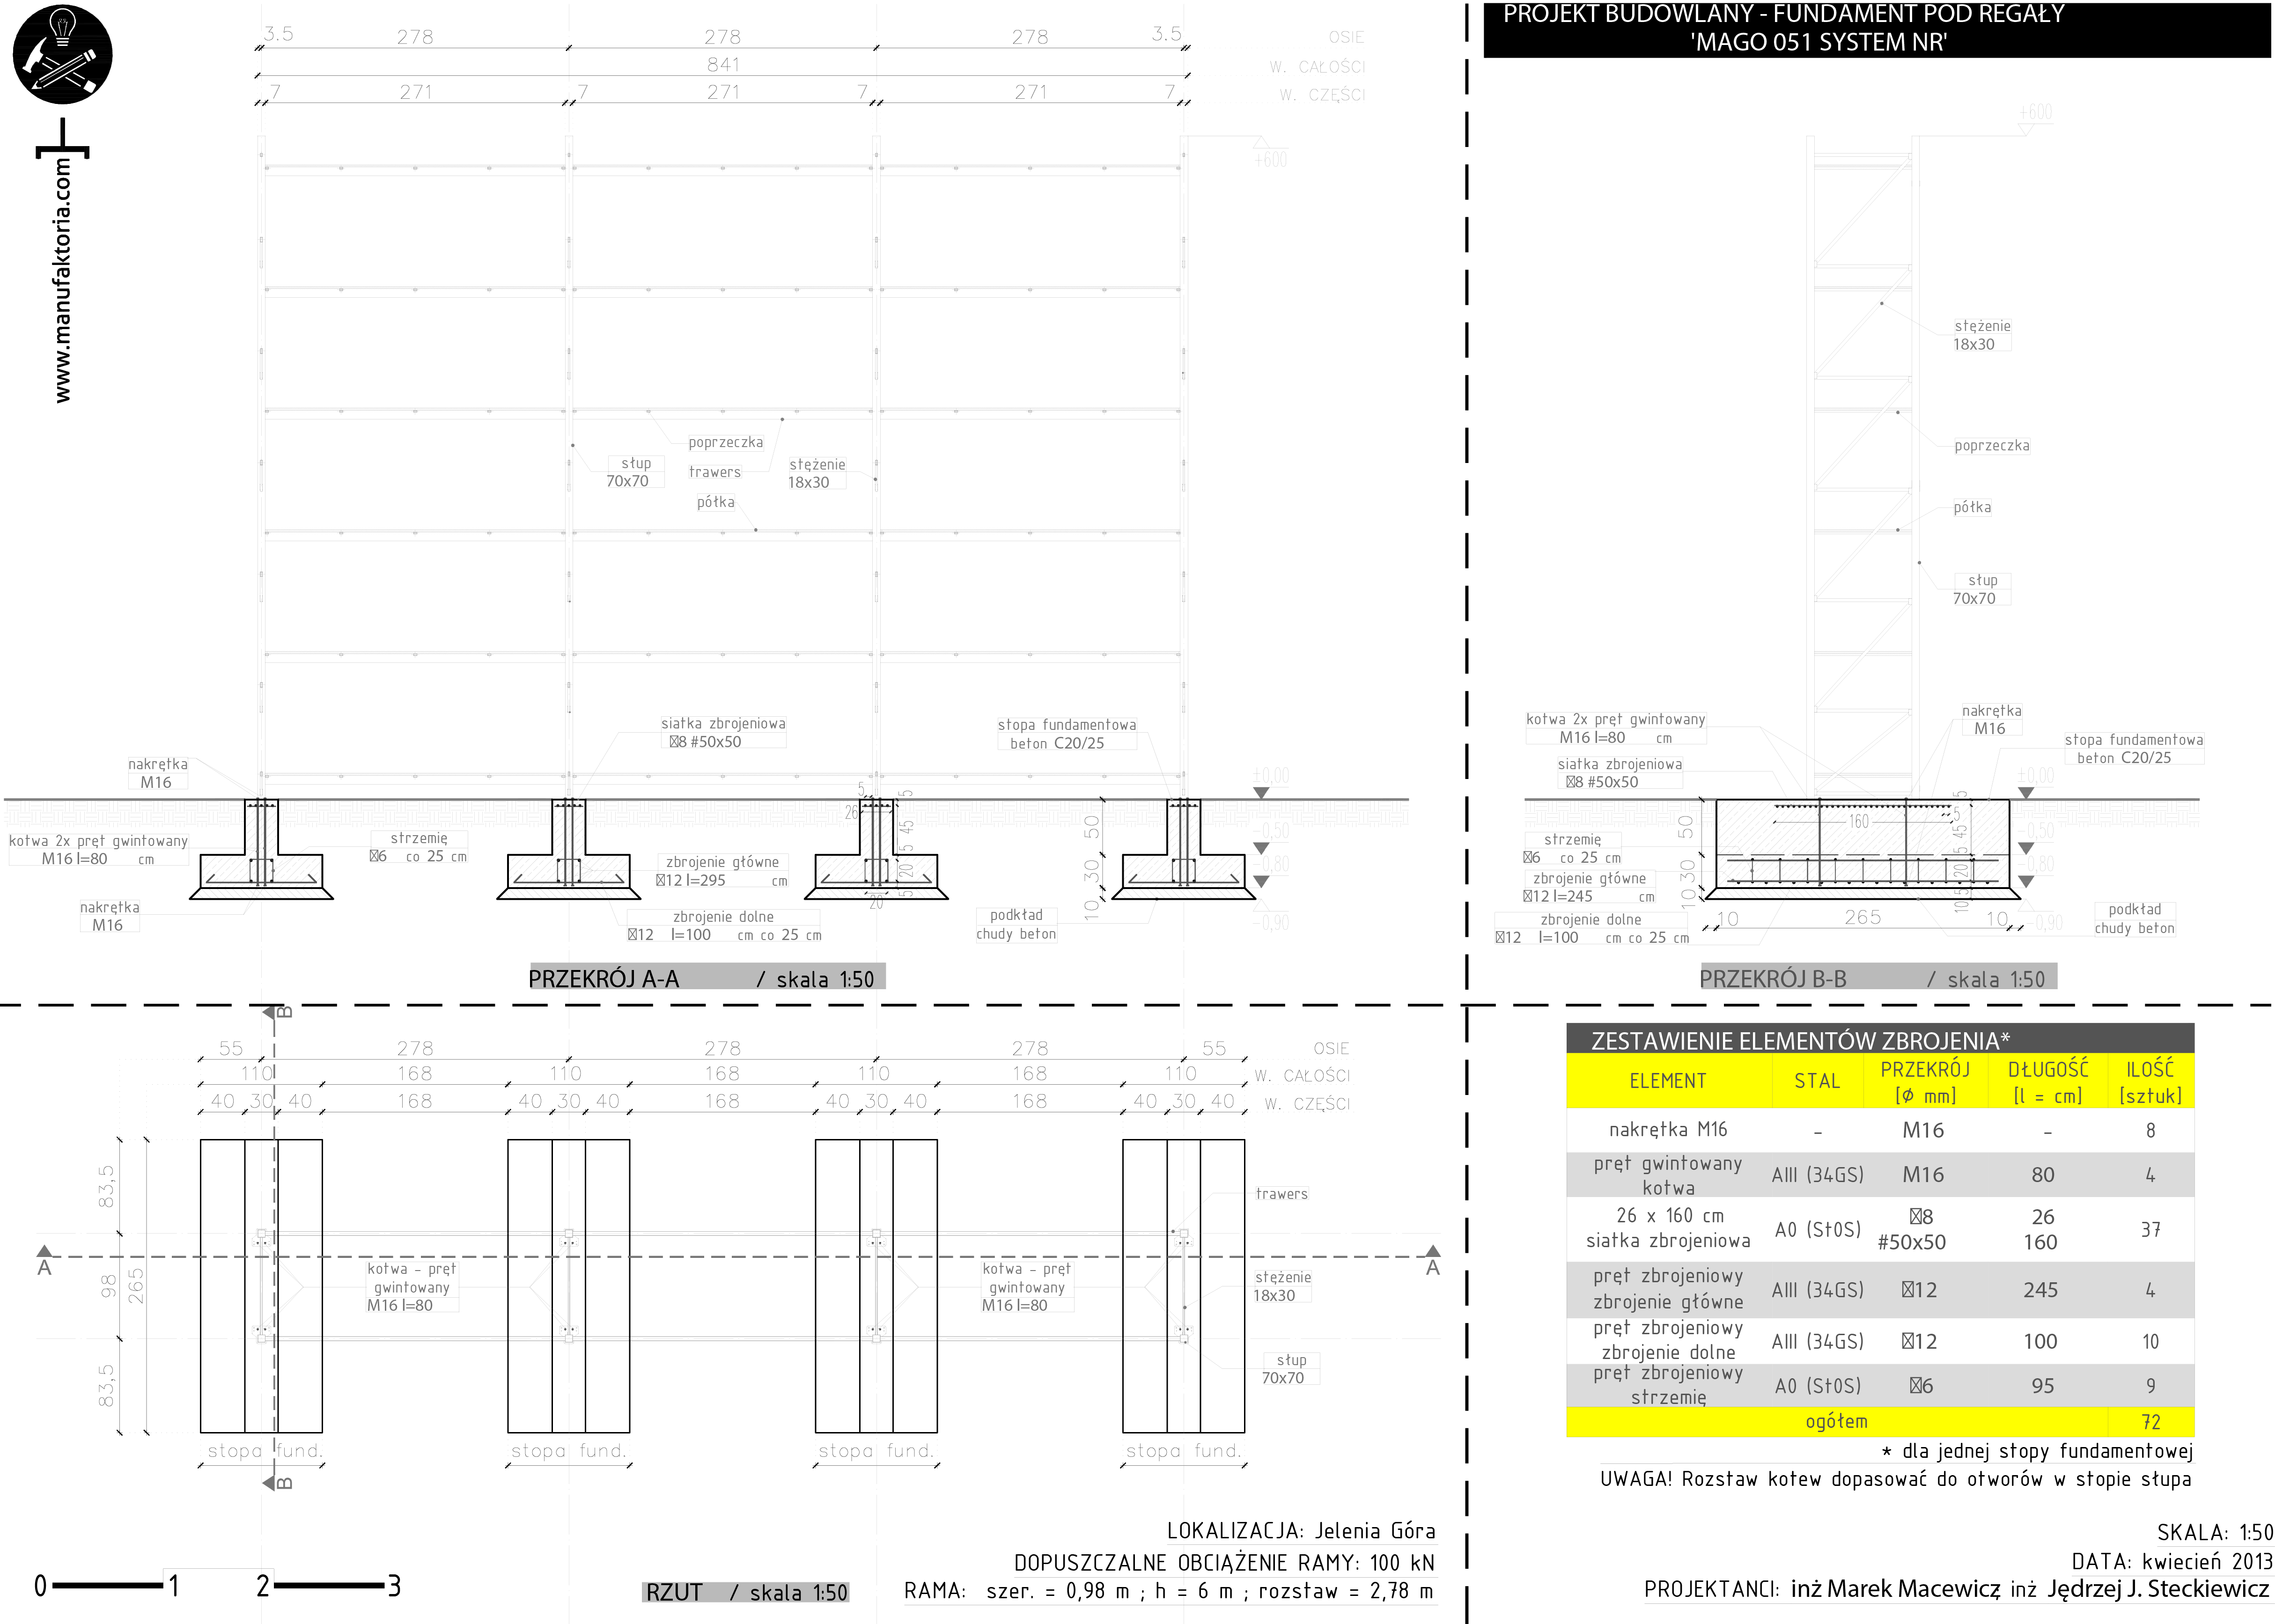 www.manufaktoria.com
PROJEKT BUDOWLANY - FUNDAMENT POD REGAŁY
'MAGO 051 SYSTEM NR'
3.5 278 278 278 3.5 OSIE
841 W. CAŁOŚCI
7 271 7 271 7 271 7 W. CZĘŚCI
+600
poprzeczka
słup
70x70
trawers
stężenie
18x30
półka
siatka zbrojeniowa
8 #50x50
stopa fundamentowa
beton C20/25
nakrętka
M16
±0,00
5
5
26
45
50
-0,50
kotwa 2x pręt gwintowany
M16 l=80 cm
strzemię
6 co 25 cm
zbrojenie główne
12 l=295 cm
5
20
30
-0,80
5
20
10
-0,90
nakrętka
M16
zbrojenie dolne
12 l=100 cm co 25 cm
podkład
chudy beton
PRZEKRÓJ A-A / skala 1:50
+600
stężenie
18x30
poprzeczka
półka
słup
70x70
kotwa 2x pręt gwintowany
M16 l=80 cm
nakrętka
M16
stopa fundamentowa
beton C20/25
siatka zbrojeniowa
8 #50x50
±0,00
5
5
160
45
50
-0,50
strzemię
6 co 25 cm
5
20
30
-0,80
zbrojenie główne
12 l=245 cm
5
10
10
-0,90
zbrojenie dolne
12 l=100 cm co 25 cm
10 265 10
podkład
chudy beton
PRZEKRÓJ B-B / skala 1:50
B
55 278 278 278 55 OSIE
110 168 110 168 110 168 110 W. CAŁOŚCI
40 30 40 168 40 30 40 168 40 30 40 168 40 30 40 W. CZĘŚCI
83,5
98
83,5
265
trawers
A A
kotwa - pręt
gwintowany
M16 l=80
kotwa - pręt
gwintowany
M16 l=80
stężenie
18x30
słup
70x70
stopa fund. stopa fund. stopa fund. stopa fund.
B
ZESTAWIENIE ELEMENTÓW ZBROJENIA*
ELEMENT STAL PRZEKRÓJ [Ø mm] DŁUGOŚĆ [l = cm] ILOŚĆ [sztuk]
nakrętka M16 - M16 - 8
pręt gwintowany
kotwa AIII (34GS) M16 80 4
26 x 160 cm 8 26
siatka zbrojeniowa A0 (St0S) #50x50 160 37
pręt zbrojeniowy
zbrojenie główne AIII (34GS) 12 245 4
pręt zbrojeniowy
zbrojenie dolne AIII (34GS) 12 100 10
pręt zbrojeniowy
strzemię A0 (St0S) 6 95 9
ogółem 72
* dla jednej stopy fundamentowej
UWAGA! Rozstaw kotew dopasować do otworów w stopie słupa
LOKALIZACJA: Jelenia Góra
DOPUSZCZALNE OBCIĄŻENIE RAMY: 100 kN
RAMA: szer. = 0,98 m ; h = 6 m ; rozstaw = 2,78 m
0 1 2 3
RZUT / skala 1:50
SKALA: 1:50
DATA: kwiecień 2013
PROJEKTANCI: inż Marek Macewicz inż Jędrzej J. Steckiewicz